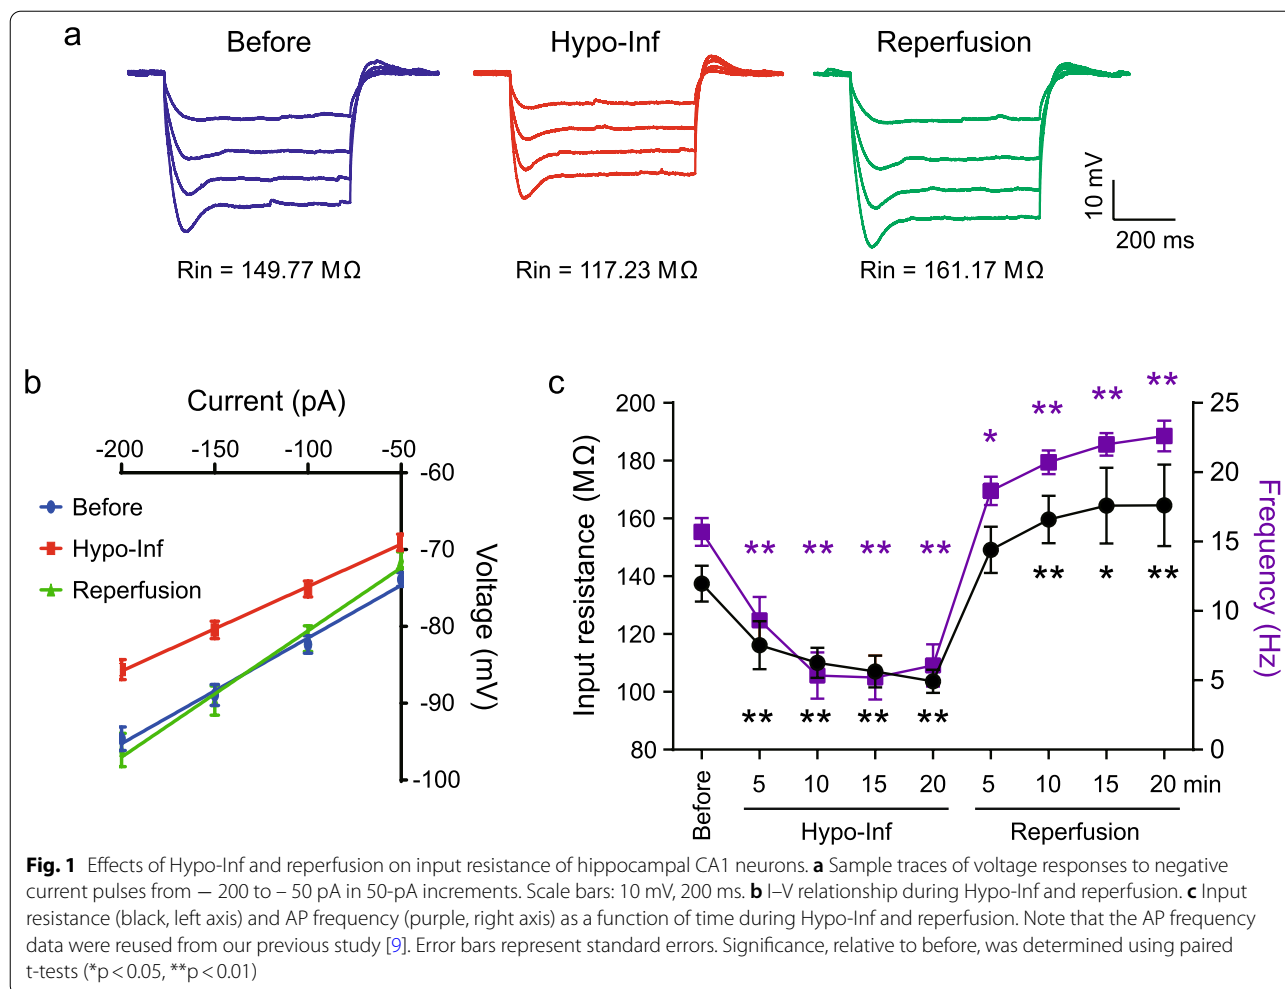 a
Before
Hypo-Inf
Reperfusion
10 mV
200 ms
Rin = 149.77 MΩ
Rin = 117.23 MΩ
Rin = 161.17 MΩ
b
Current (pA)
-200 -150 -100 -50
-60
-70
-80
-90
-100
Voltage (mV)
Before
Hypo-Inf
Reperfusion
c
Input resistance (MΩ)
200
180
160
140
120
100
80
** ** ** ** * ** ** **
** ** ** ** ** * **
25
20
15
10
5
0
Frequency (Hz)
Before 5 10 15 20 5 10 15 20 min
Hypo-Inf Reperfusion
Fig. 1 Effects of Hypo-Inf and reperfusion on input resistance of hippocampal CA1 neurons. a Sample traces of voltage responses to negative
current pulses from − 200 to – 50 pA in 50-pA increments. Scale bars: 10 mV, 200 ms. b I–V relationship during Hypo-Inf and reperfusion. c Input
resistance (black, left axis) and AP frequency (purple, right axis) as a function of time during Hypo-Inf and reperfusion. Note that the AP frequency
data were reused from our previous study [9]. Error bars represent standard errors. Significance, relative to before, was determined using paired
t-tests (*p < 0.05, **p < 0.01)